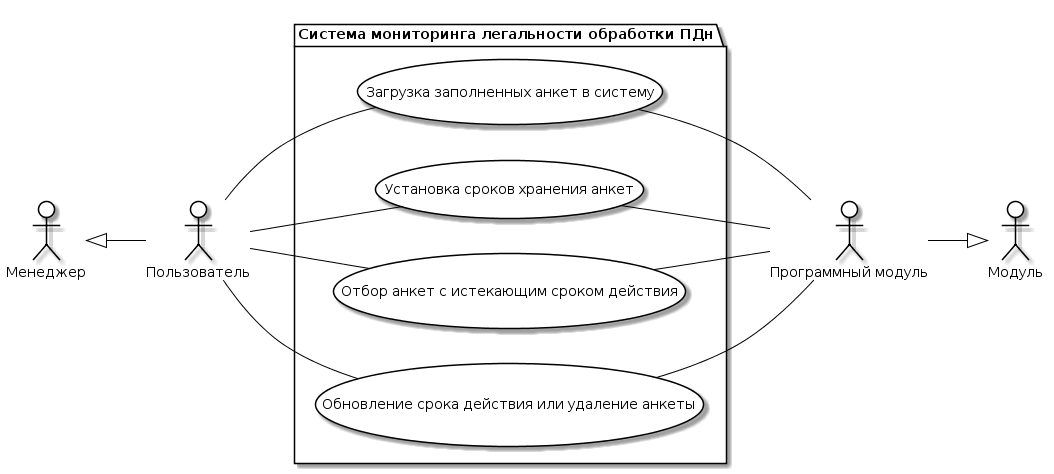 Система мониторинга легальности обработки ПДн
Загрузка заполненных анкет в систему
Установка сроков хранения анкет
Менеджер
Пользователь
Программный модуль
Модуль
Отбор анкет с истекающим сроком действия
Обновление срока действия или удаление анкеты